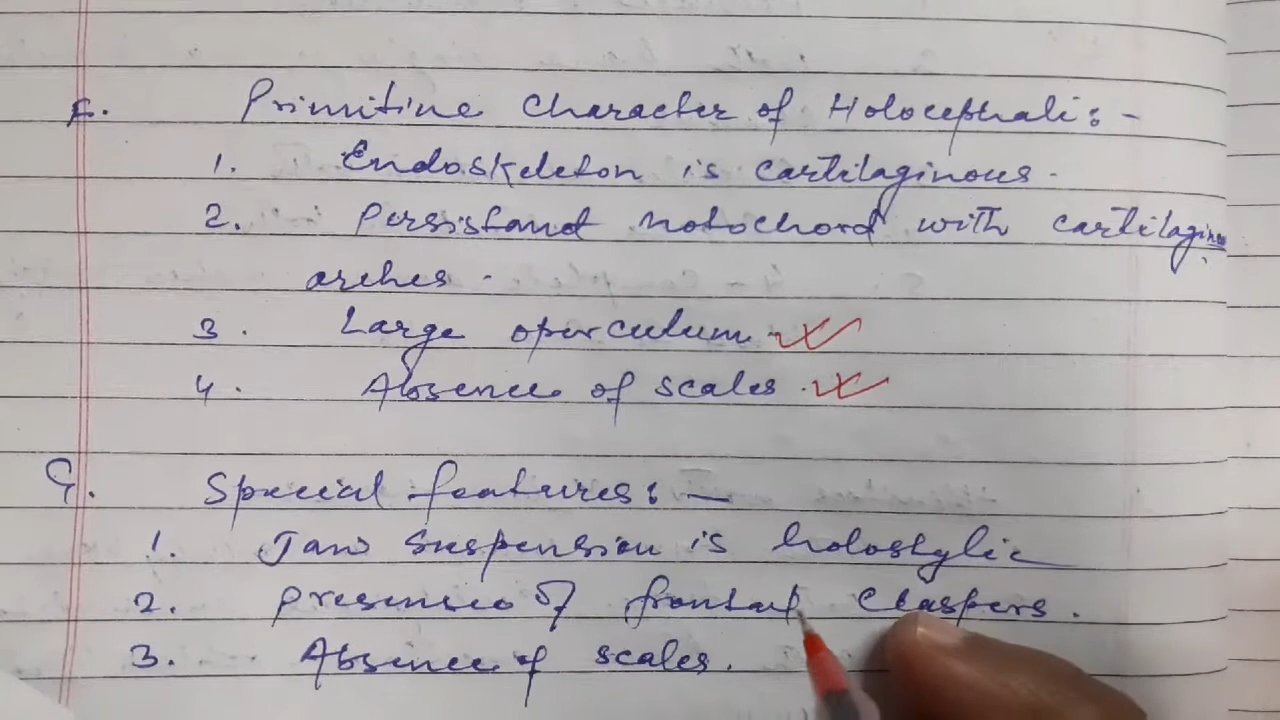 F. Primitive Character of Holocephali: -
1. Endoskeleton is cartilaginous.
2. Persistand notochord with cartilaginous
arches.
3. Large operculum.
4. Absence of scales.
G. Special features: -
1. Jaw suspension is holostylic
2. Presence of frontal Claspers.
3. Absence of scales.